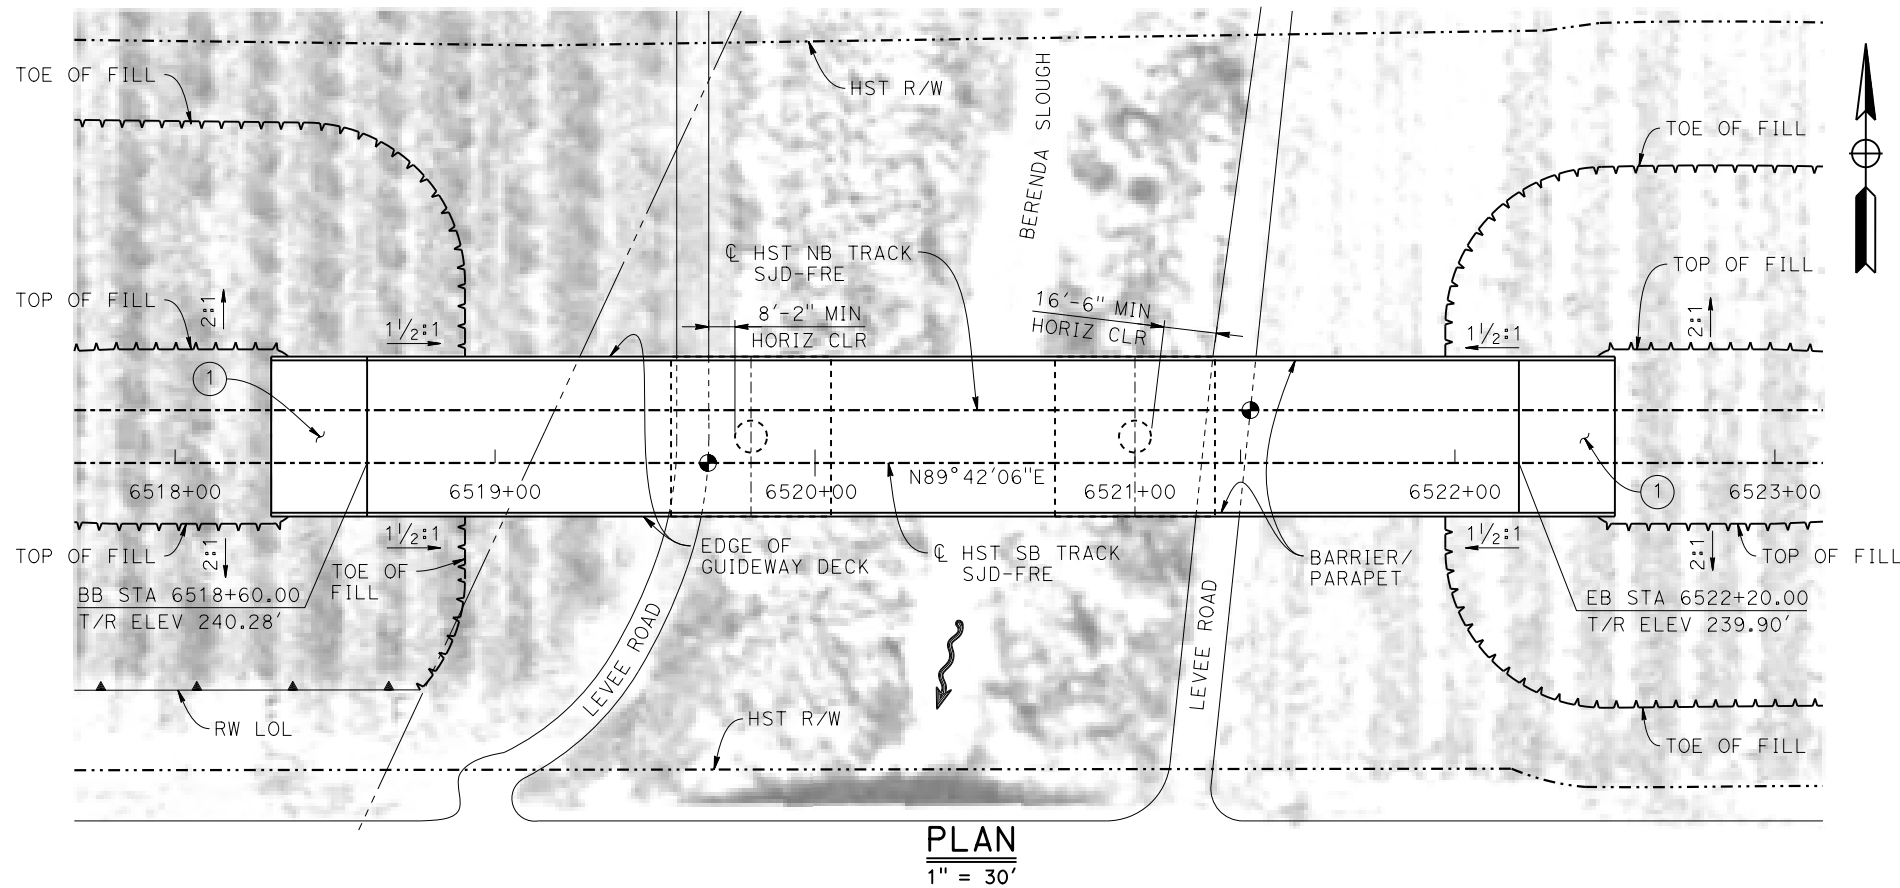 TOE OF FILL
HST R/W
BERENDA SLOUGH
TOE OF FILL
℄ HST NB TRACK
SJD-FRE
TOP OF FILL
TOP OF FILL
2:1
2:1
1½:1
8'-2" MIN
HORIZ CLR
16'-6" MIN
HORIZ CLR
1½:1
1
6518+00
6519+00
6520+00
N89°42'06"E
6521+00
6522+00
1
6523+00
TOP OF FILL
2:1
1½:1
TOE OF
FILL
EDGE OF
GUIDEWAY DECK
℄ HST SB TRACK
SJD-FRE
BARRIER/
PARAPET
1½:1
2:1
TOP OF FILL
BB STA 6518+60.00
T/R ELEV 240.28'
EB STA 6522+20.00
T/R ELEV 239.90'
LEVEE ROAD
LEVEE ROAD
RW LOL
HST R/W
TOE OF FILL
PLAN
1" = 30'